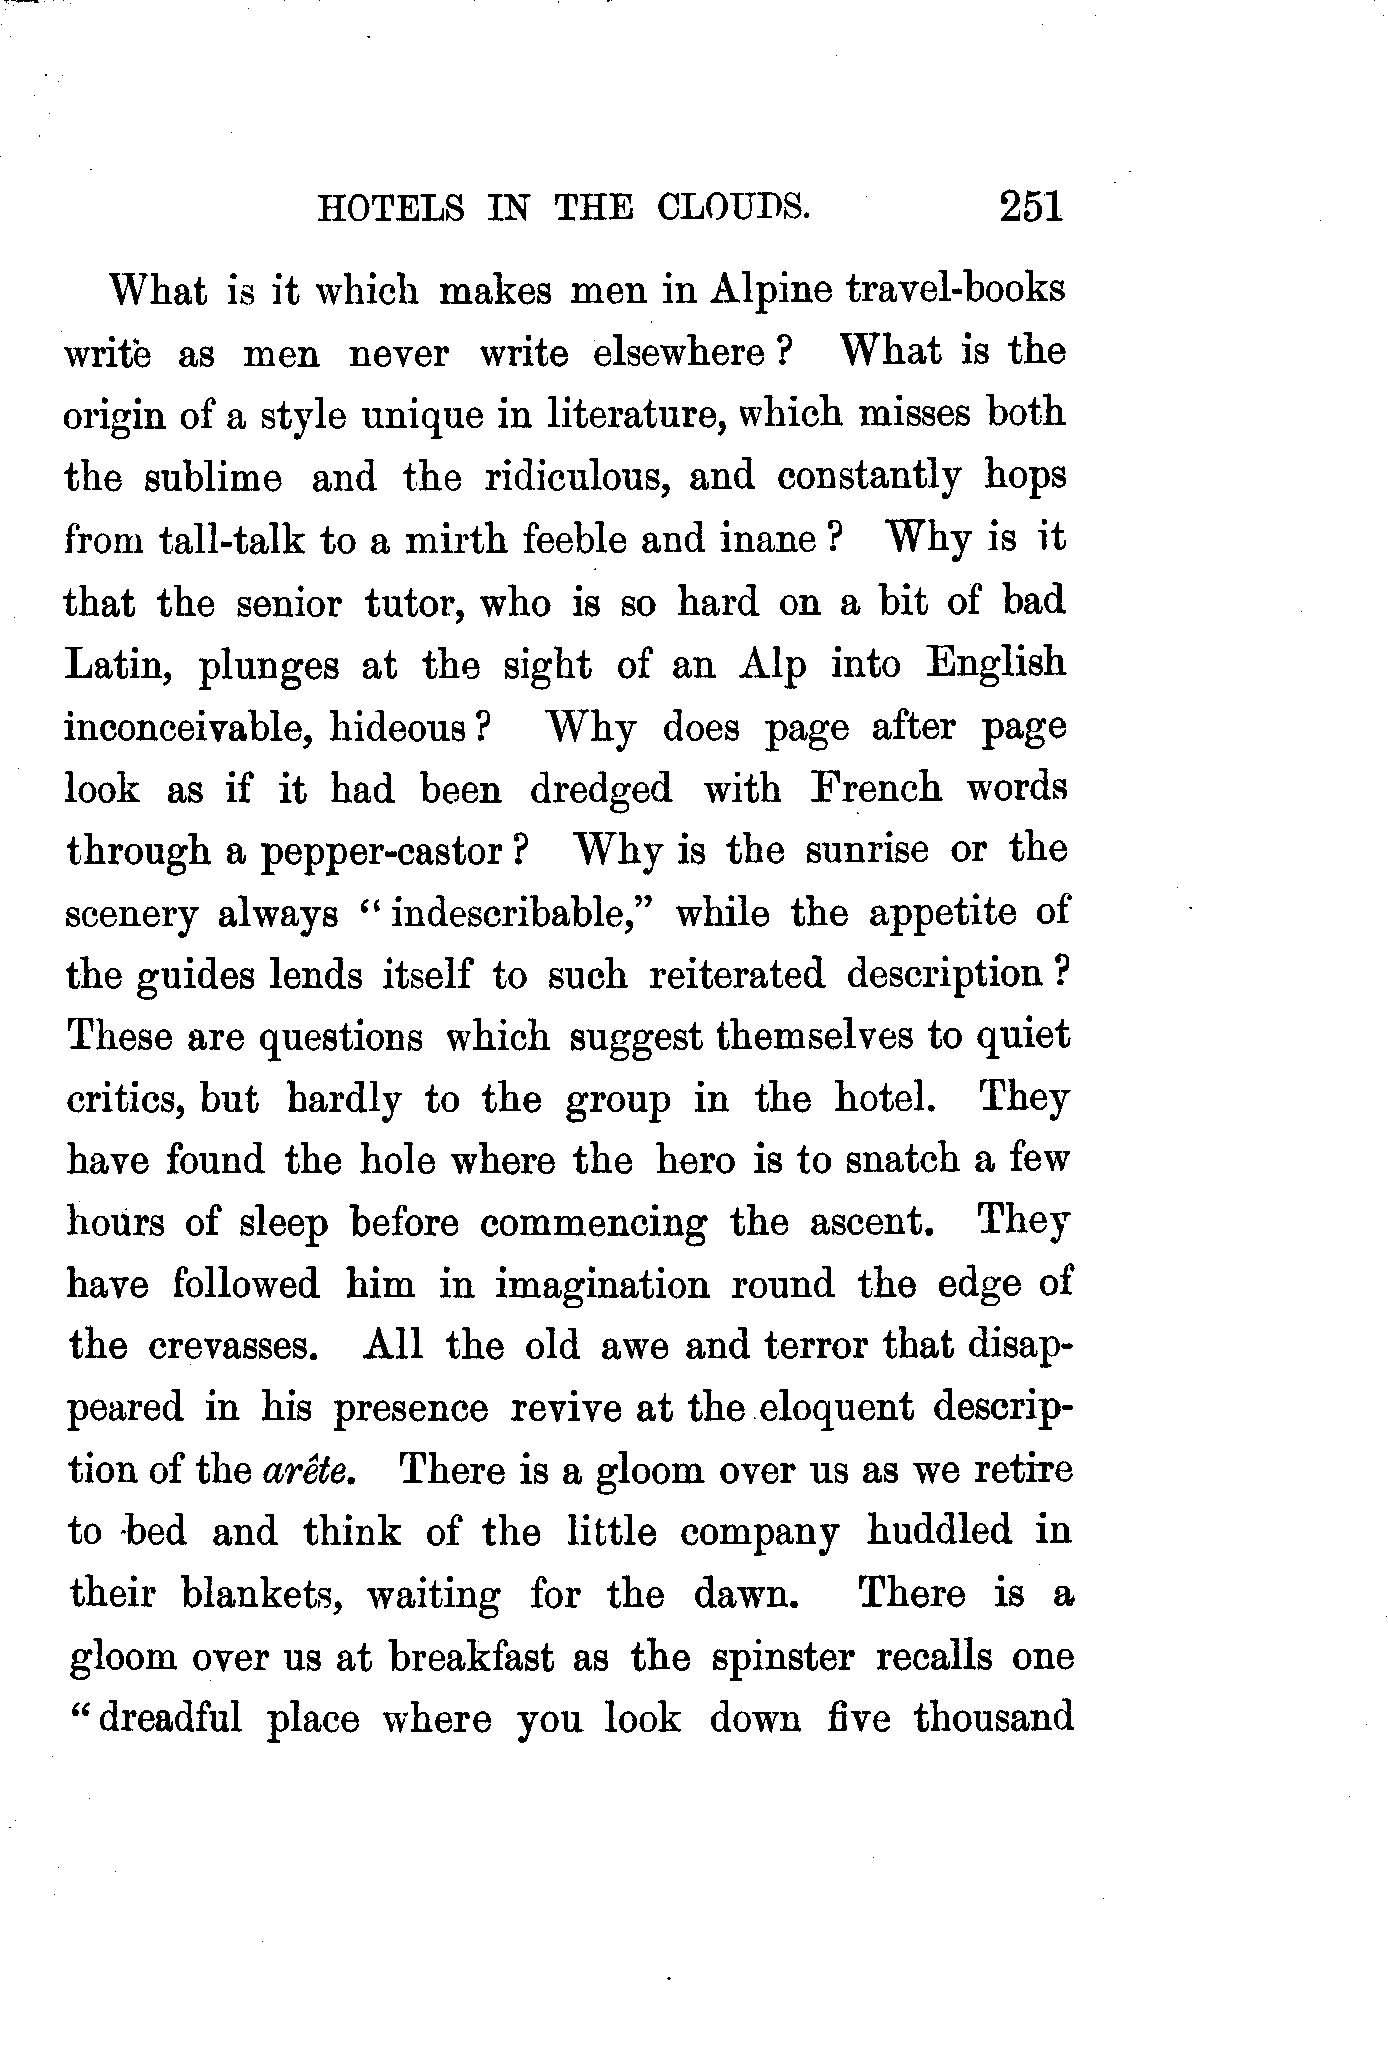 HOTELS IN THE CLOUDS. 251
What is it which makes men in Alpine travel-books
write as men never write elsewhere? What is the
origin of a style unique in literature, which misses both
the sublime and the ridiculous, and constantly hops
from tall-talk to a mirth feeble and inane? Why is it
that the senior tutor, who is so hard on a bit of bad
Latin, plunges at the sight of an Alp into English
inconceivable, hideous? Why does page after page
look as if it had been dredged with French words
through a pepper-castor? Why is the sunrise or the
scenery always “indescribable,” while the appetite of
the guides lends itself to such reiterated description?
These are questions which suggest themselves to quiet
critics, but hardly to the group in the hotel. They
have found the hole where the hero is to snatch a few
hours of sleep before commencing the ascent. They
have followed him in imagination round the edge of
the crevasses. All the old awe and terror that disap-
peared in his presence revive at the eloquent descrip-
tion of the arête. There is a gloom over us as we retire
to bed and think of the little company huddled in
their blankets, waiting for the dawn. There is a
gloom over us at breakfast as the spinster recalls one
“dreadful place where you look down five thousand